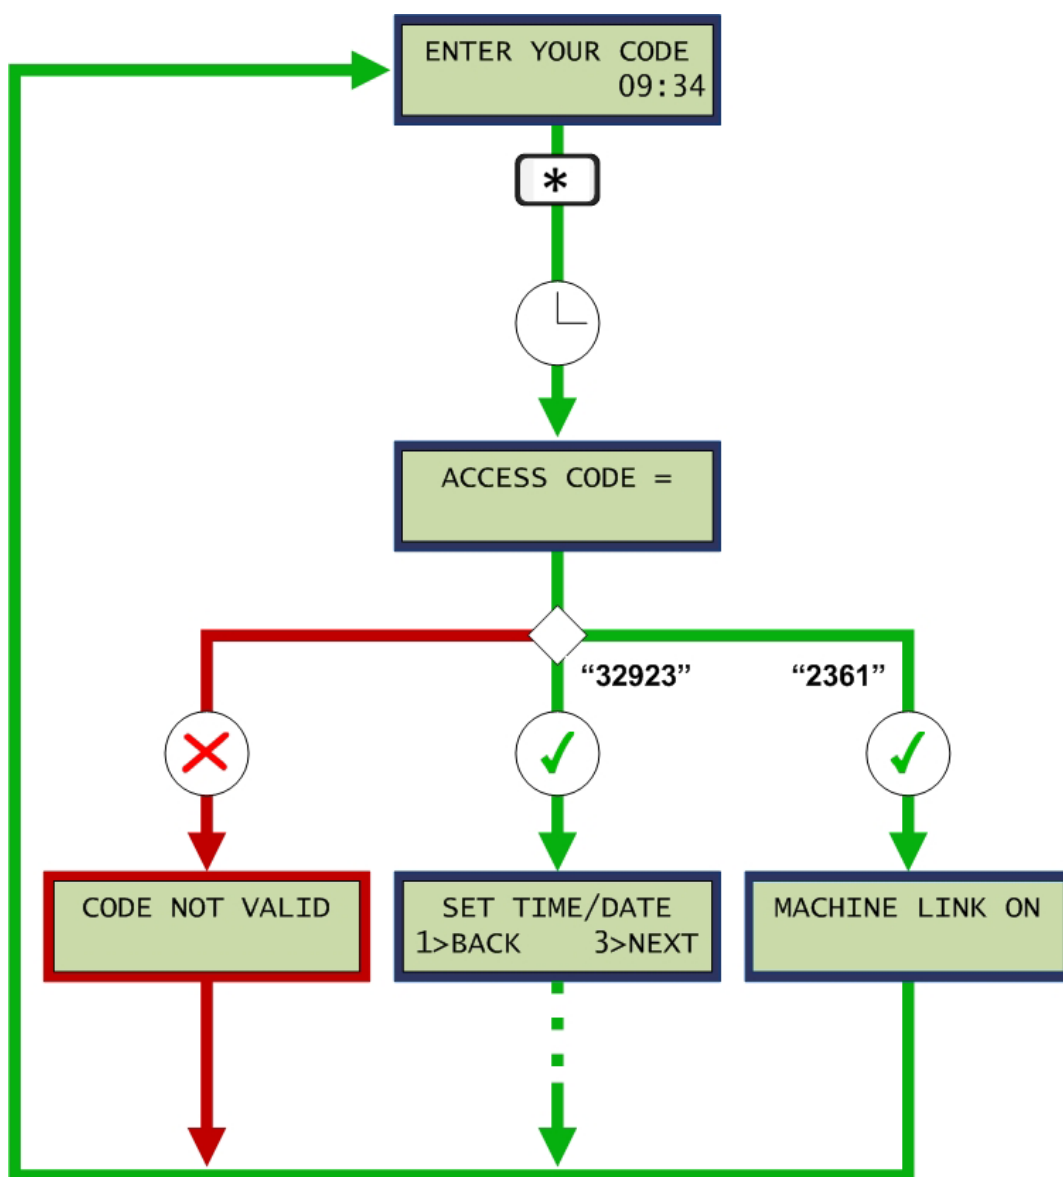 ENTER YOUR CODE
09:34
*
ACCESS CODE =
“32923”
“2361”
CODE NOT VALID
SET TIME/DATE
1>BACK 3>NEXT
MACHINE LINK ON